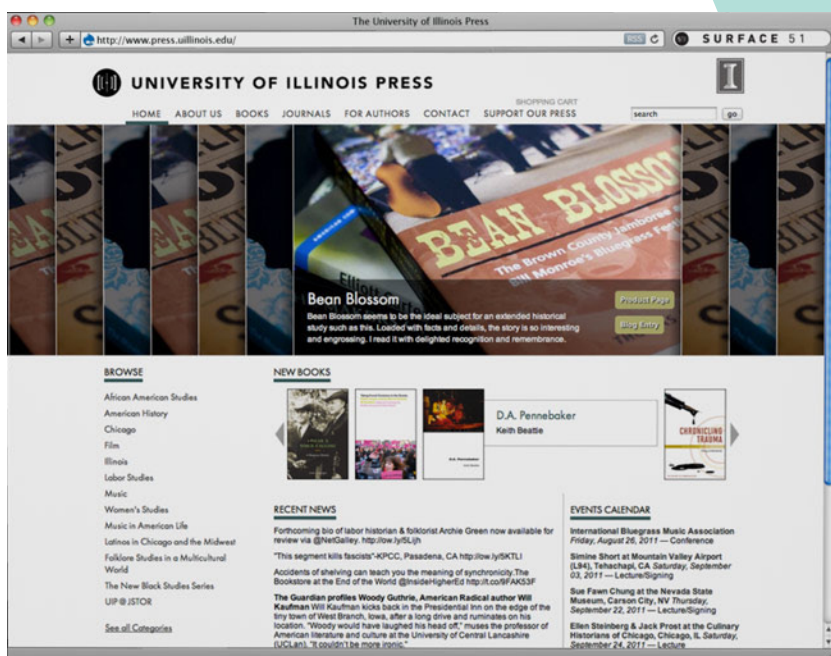 The University of Illinois Press
http://www.press.uillinois.edu/
RSS
SURFACE 51
UNIVERSITY OF ILLINOIS PRESS
SHOPPING CART
HOME ABOUT US BOOKS JOURNALS FOR AUTHORS CONTACT SUPPORT OUR PRESS
search go
BEAN BLOSSOM
The Brown County Jamboree
Bill Monroe's Bluegrass
Bean Blossom
Bean Blossom seems to be the ideal subject for an extended historical
study such as this. Loaded with facts and details, the story is so interesting
and engrossing. I read it with delighted recognition and remembrance.
Product Page
Blog Entry
BROWSE
African American Studies
American History
Chicago
Film
Illinois
Labor Studies
Music
Women's Studies
Music in American Life
Latinos in Chicago and the Midwest
Folklore Studies in a Multicultural
World
The New Black Studies Series
UIP @ JSTOR
See all Categories
NEW BOOKS
D.A. Pennebaker
Keith Beattie
CHRONICLING
TRAUMA
RECENT NEWS
Forthcoming bio of labor historian & folklorist Archie Green now available for
review via @NetGalley. http://ow.ly/5Lijh
"This segment kills fascists"-KPCC, Pasadena, CA http://ow.ly/5KTLI
Accidents of shelving can teach you the meaning of synchronicity.The
Bookstore at the End of the World @InsideHigherEd http://t.co/9FAK53F
The Guardian profiles Woody Guthrie, American Radical author Will
Kaufman Will Kaufman kicks back in the Presidential Inn on the edge of the
tiny town of West Branch, Iowa, after a long drive and ruminates on his
location. "Woody would have laughed his head off," muses the professor of
American literature and culture at the University of Central Lancashire
(UCLan). "It couldn't be more ironic."
EVENTS CALENDAR
International Bluegrass Music Association
Friday, August 26, 2011 — Conference
Simine Short at Mountain Valley Airport
(L94), Tehachapi, CA Saturday, September
03, 2011 — Lecture/Signing
Sue Fawn Chung at the Nevada State
Museum, Carson City, NV Thursday,
September 22, 2011 — Lecture/Signing
Ellen Steinberg & Jack Prost at the Culinary
Historians of Chicago, Chicago, IL Saturday,
September 24, 2011 — Lecture